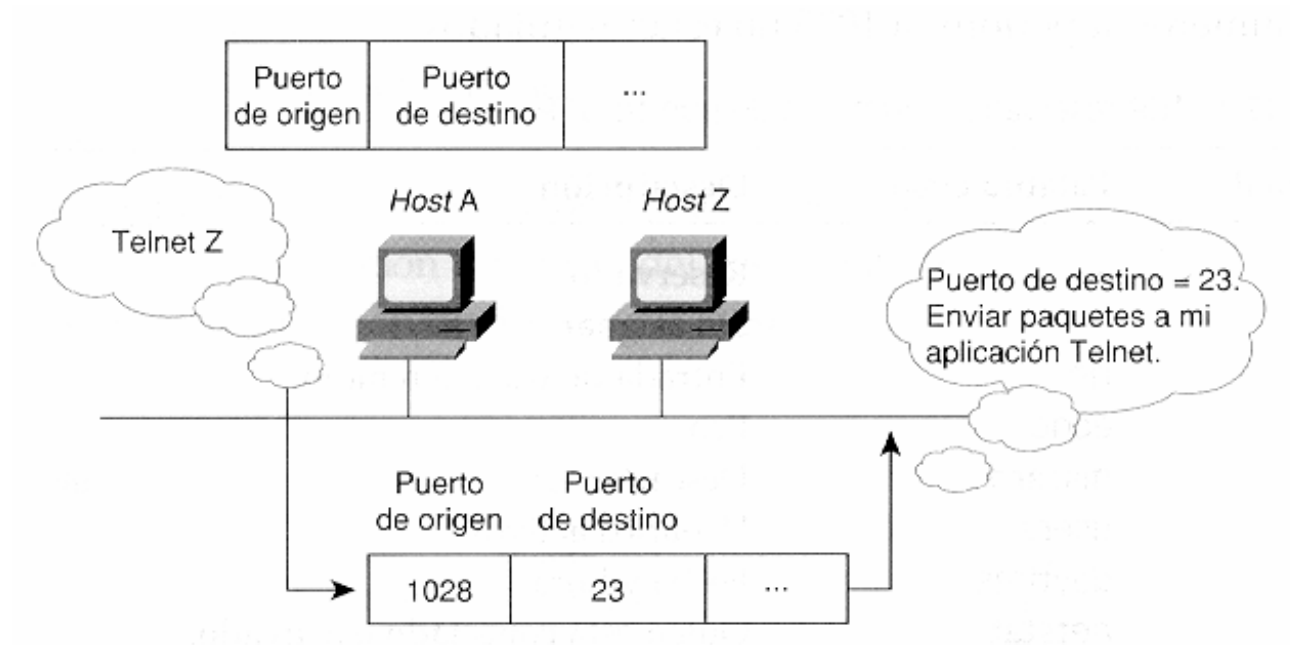 Puerto
de origen
Puerto
de destino
...
Host A
Host Z
Telnet Z
Puerto de destino = 23.
Enviar paquetes a mi
aplicación Telnet.
Puerto
de origen
Puerto
de destino
1028
23
...